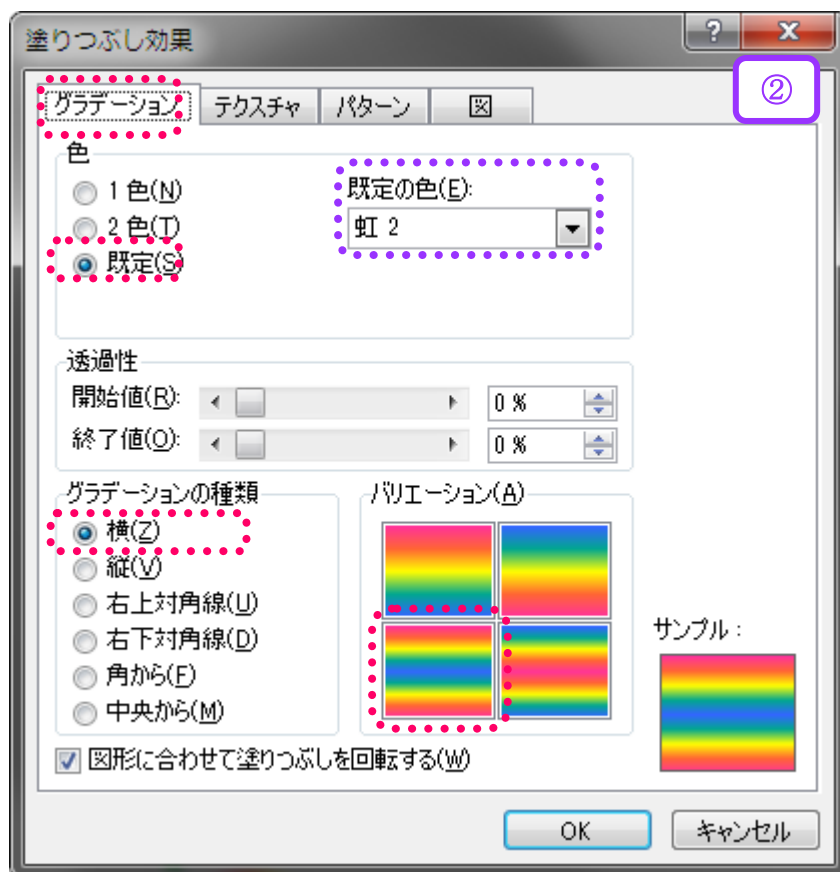 塗りつぶし効果
?
②
グラデーション テクスチャ パターン 図
色
1 色(N)
2 色(T)
既定(S)
既定の色(E):
虹 2
透過性
開始値(R): 0 %
終了値(O): 0 %
グラデーションの種類
横(Z)
縦(V)
右上対角線(U)
右下対角線(D)
角から(F)
中央から(M)
バリエーション(A)
サンプル:
図形に合わせて塗りつぶしを回転する(W)
OK キャンセル